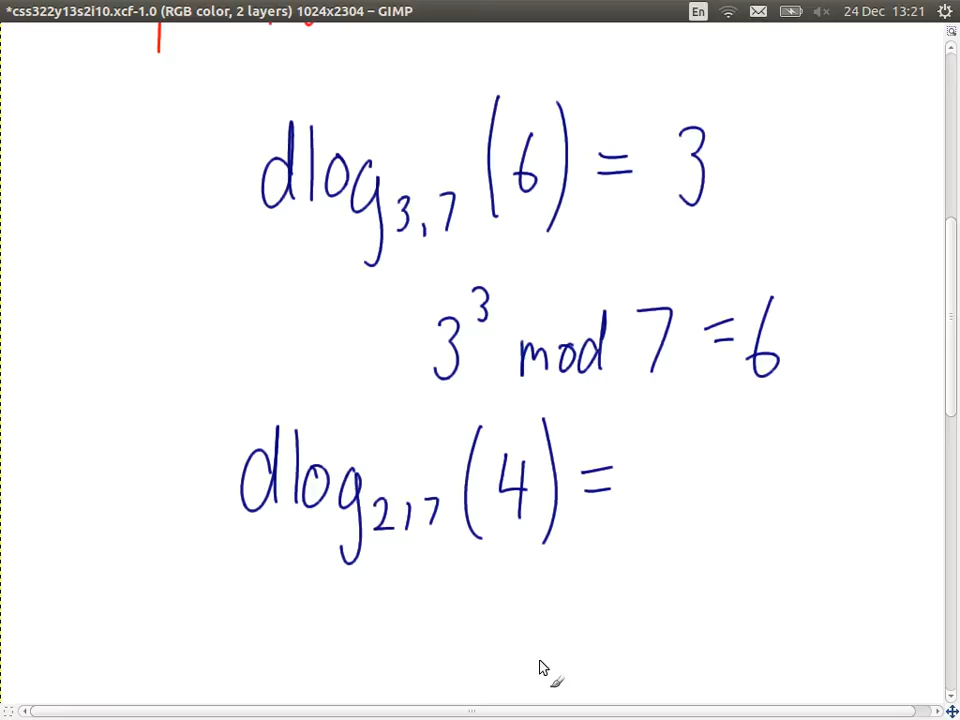 *css322y13s2i10.xcf-1.0 (RGB color, 2 layers) 1024x2304 – GIMP En 24 Dec 13:21
dlog₃,₇ (6) = 3
3³ mod 7 = 6
dlog₂,₇ (4) =